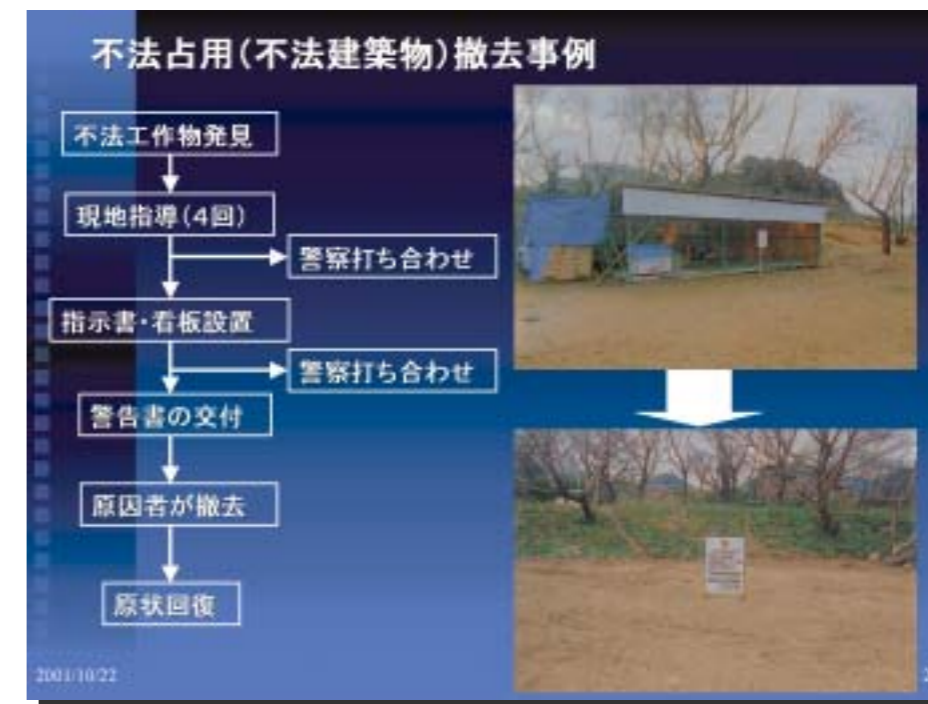 不法占用(不法建築物)撤去事例
不法工作物発見
現地指導(4回)
警察打ち合わせ
指示書・看板設置
警察打ち合わせ
警告書の交付
原因者が撤去
原状回復
2001/10/22